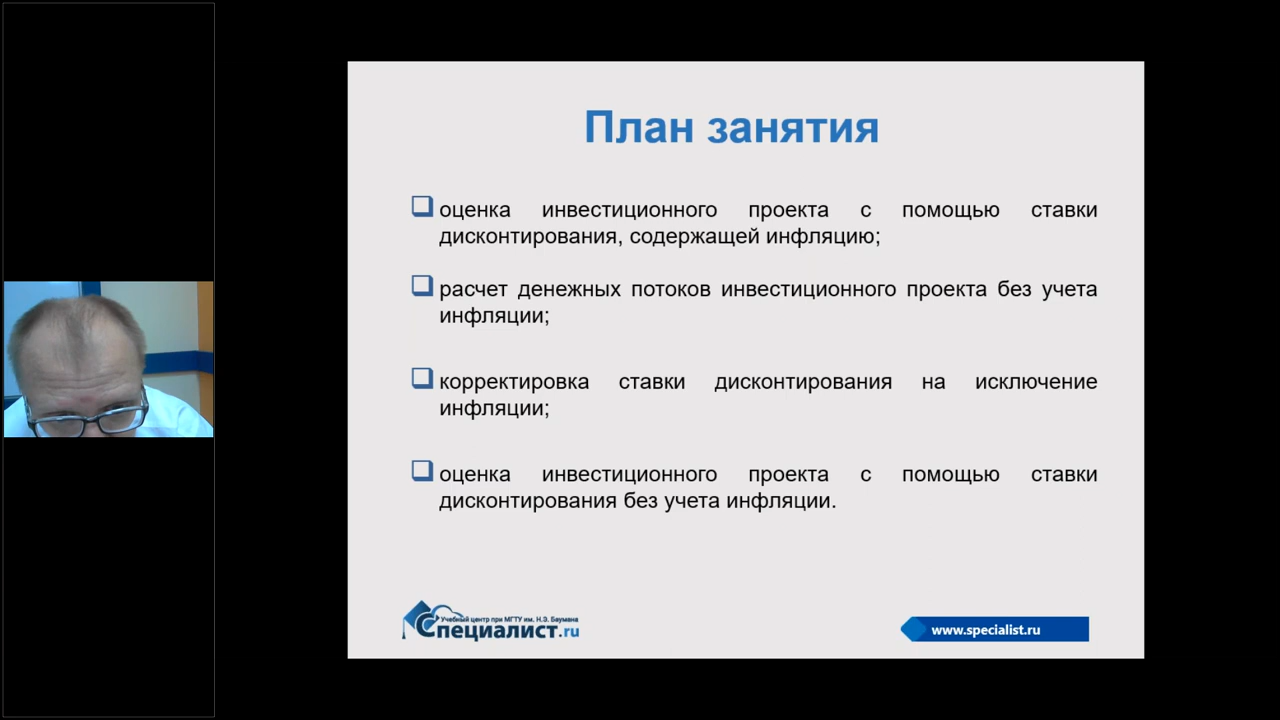 План занятия
оценка инвестиционного проекта с помощью ставки
дисконтирования, содержащей инфляцию;
расчет денежных потоков инвестиционного проекта без учета
инфляции;
корректировка ставки дисконтирования на исключение
инфляции;
оценка инвестиционного проекта с помощью ставки
дисконтирования без учета инфляции.
Учебный центр при МГТУ им. Н.Э. Баумана
Специалист.ru
www.specialist.ru